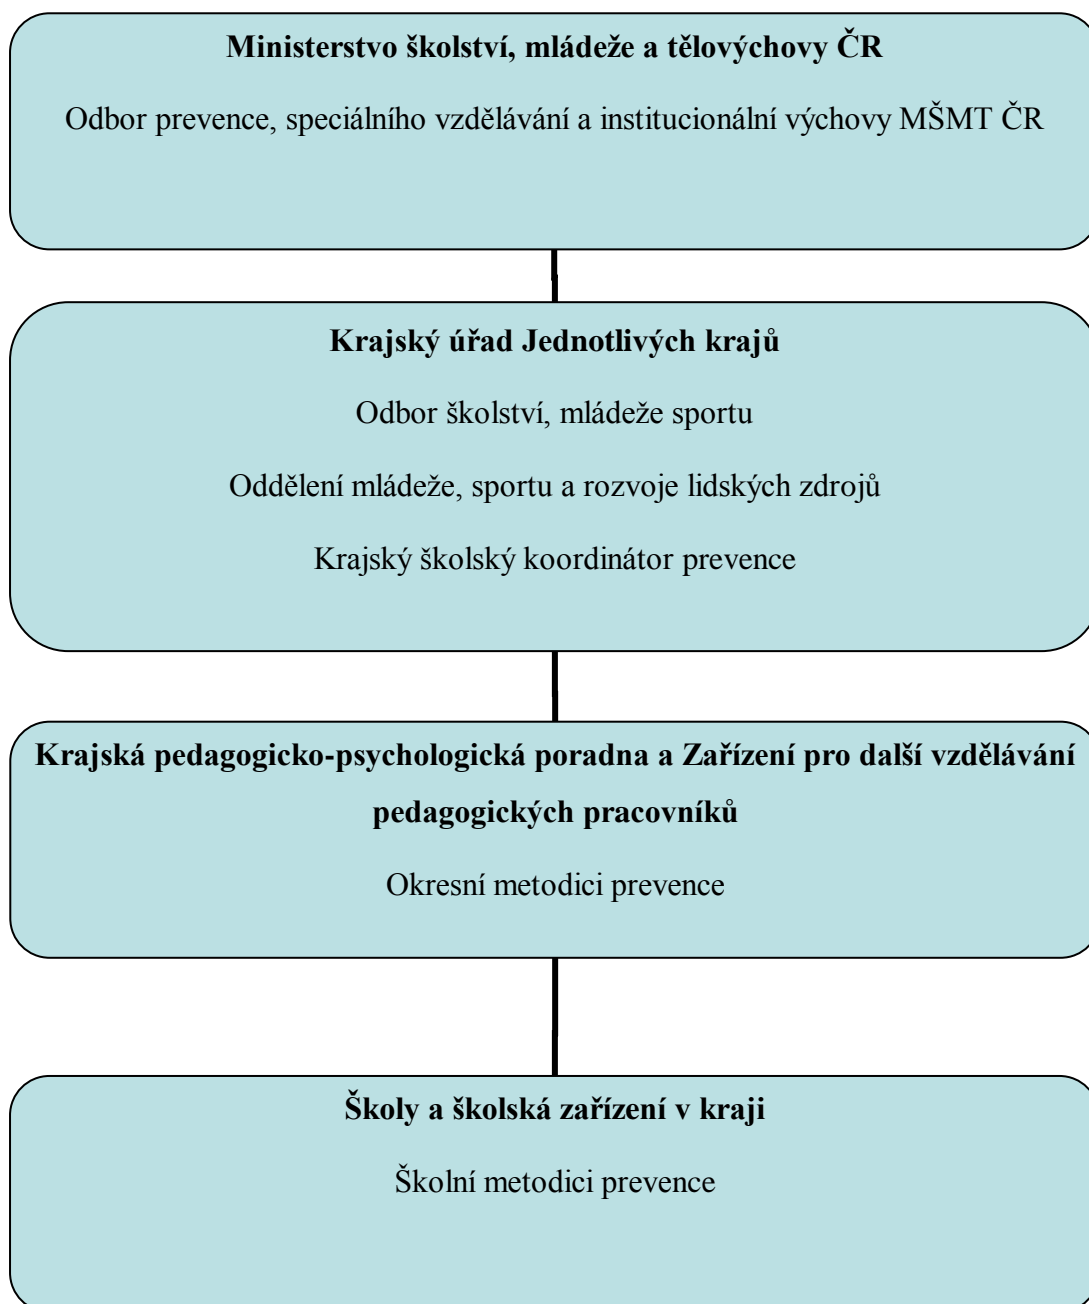 Ministerstvo školství, mládeže a tělovýchovy ČR
Odbor prevence, speciálního vzdělávání a institucionální výchovy MŠMT ČR
Krajský úřad Jednotlivých krajů
Odbor školství, mládeže sportu
Oddělení mládeže, sportu a rozvoje lidských zdrojů
Krajský školský koordinátor prevence
Krajská pedagogicko-psychologická poradna a Zařízení pro další vzdělávání
pedagogických pracovníků
Okresní metodici prevence
Školy a školská zařízení v kraji
Školní metodici prevence